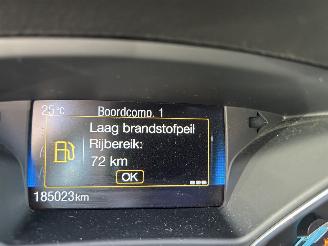 25°C Boordcomp. 1
Laag brandstofpeil
Rijbereik:
72 km
OK
185023km